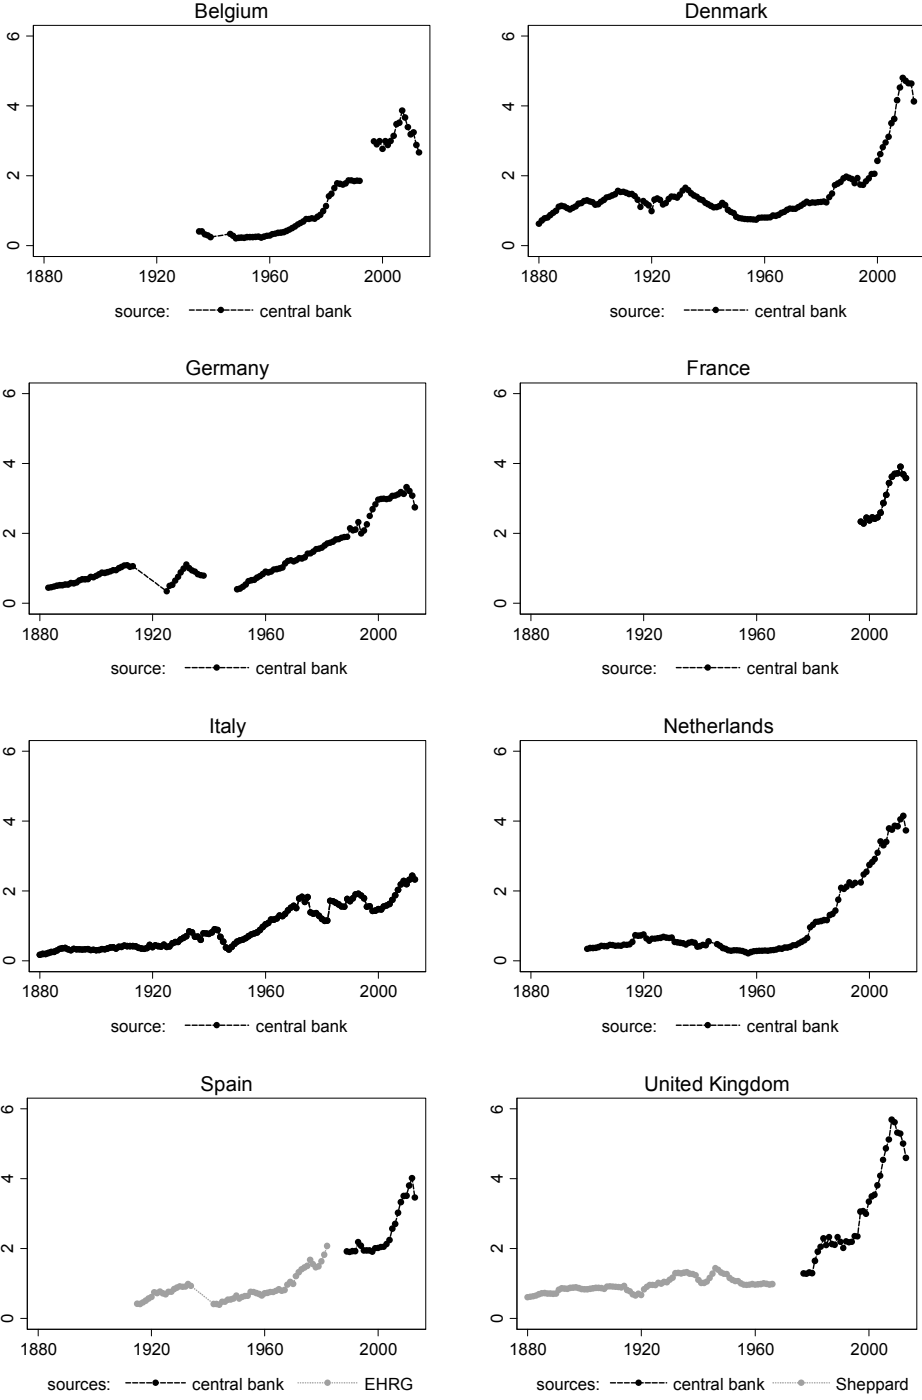 Belgium
Denmark
6
4
2
0
1880 1920 1960 2000
source: central bank
6
4
2
0
1880 1920 1960 2000
source: central bank
Germany
France
6
4
2
0
1880 1920 1960 2000
source: central bank
6
4
2
0
1880 1920 1960 2000
source: central bank
Italy
Netherlands
6
4
2
0
1880 1920 1960 2000
source: central bank
6
4
2
0
1880 1920 1960 2000
source: central bank
Spain
United Kingdom
6
4
2
0
1880 1920 1960 2000
sources: central bank EHRG
6
4
2
0
1880 1920 1960 2000
sources: central bank Sheppard